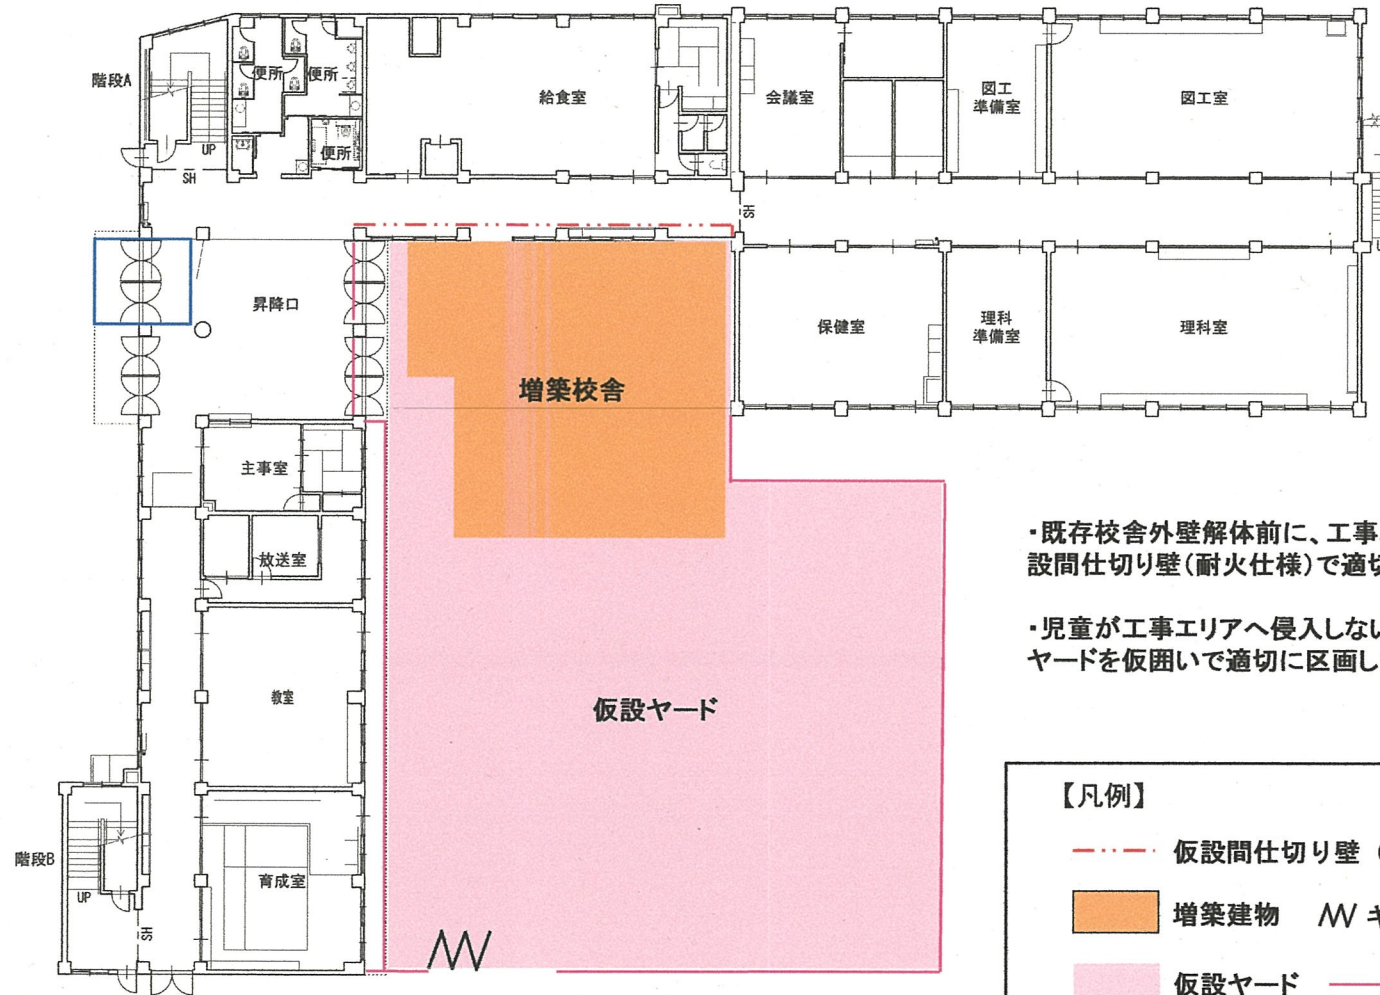 階段A
便所
便所
便所
UP
SH
給食室
会議室
図工
準備室
図工室
SH
昇降口
保健室
理科
準備室
理科室
増築校舎
主事室
放送室
教室
仮設ヤード
階段B
UP
育成室
SH
・既存校舎外壁解体前に、工事
設間仕切り壁(耐火仕様)で適切
・児童が工事エリアへ侵入しない
ヤードを仮囲いで適切に区画し
【凡例】
仮設間仕切り壁（
増築建物
仮設ヤード